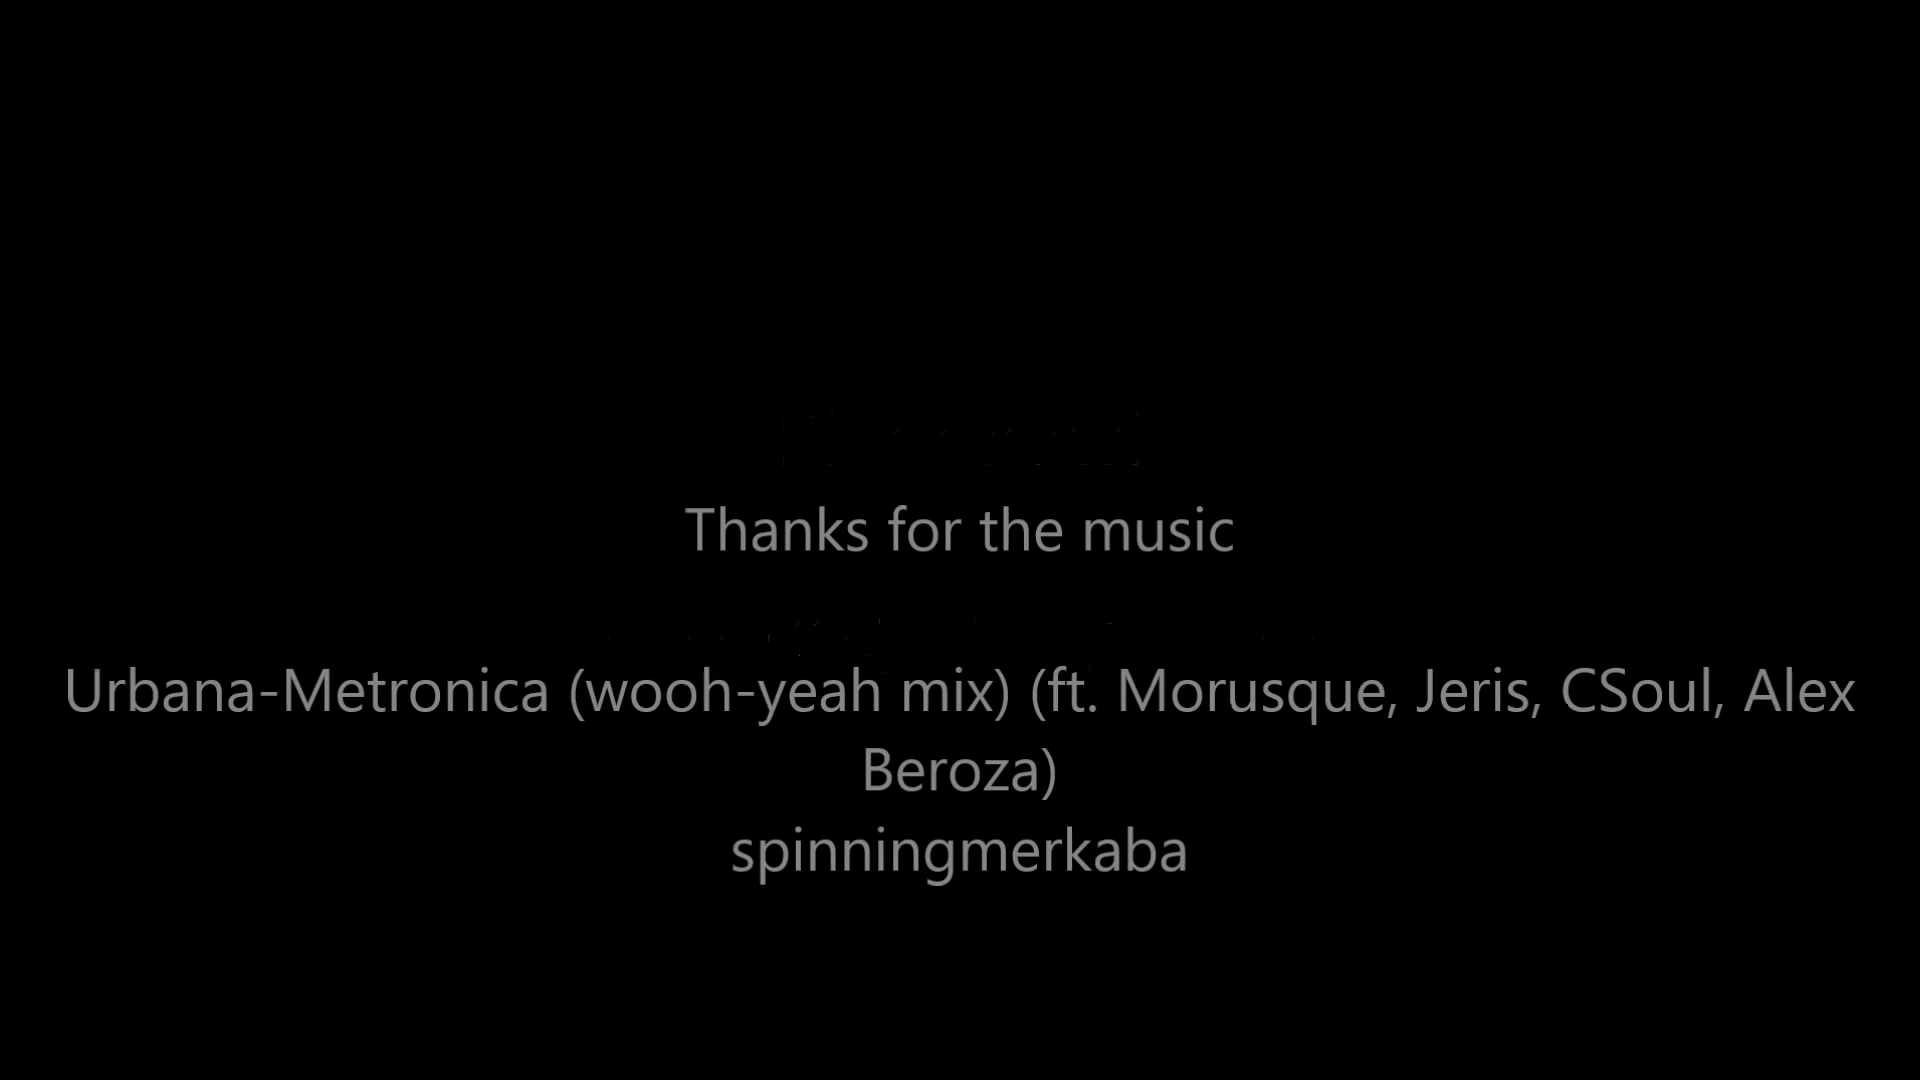 Thanks for the music
Urbana-Metronica (wooh-yeah mix) (ft. Morusque, Jeris, CSoul, Alex
Beroza)
spinningmerkaba